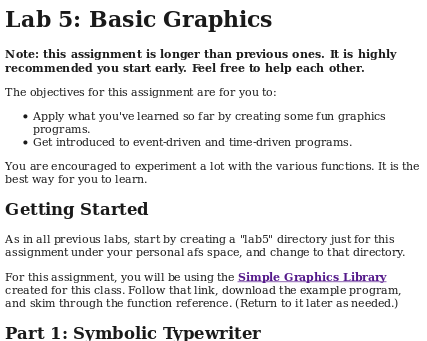 Lab 5: Basic Graphics
Note: this assignment is longer than previous ones. It is highly
recommended you start early. Feel free to help each other.
The objectives for this assignment are for you to:
• Apply what you've learned so far by creating some fun graphics
programs.
• Get introduced to event-driven and time-driven programs.
You are encouraged to experiment a lot with the various functions. It is the
best way for you to learn.
Getting Started
As in all previous labs, start by creating a "lab5" directory just for this
assignment under your personal afs space, and change to that directory.
For this assignment, you will be using the Simple Graphics Library
created for this class. Follow that link, download the example program,
and skim through the function reference. (Return to it later as needed.)
Part 1: Symbolic Typewriter